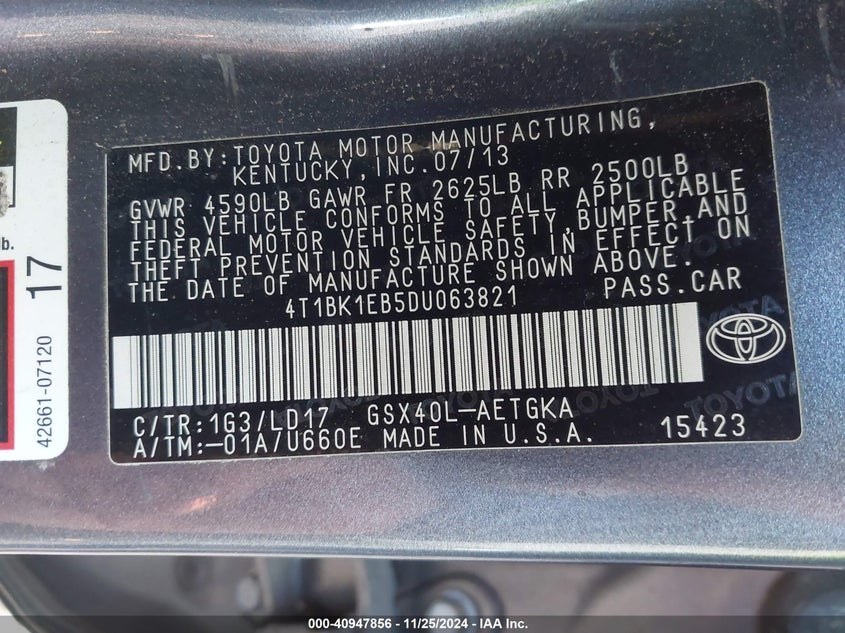 MFD.BY:TOYOTA MOTOR MANUFACTURING,
KENTUCKY,INC.07/13
GVWR 4590LB GAWR FR 2625LB RR 2500LB
THIS VEHICLE CONFORMS TO ALL APPLICABLE
FEDERAL MOTOR VEHICLE SAFETY,BUMPER,AND
THEFT PREVENTION STANDARDS IN EFFECT ON
THE DATE OF MANUFACTURE SHOWN ABOVE.
4T1BK1EB5DU063821 PASS.CAR
C/TR:1G3/LD17 GSX40L-AETGKA
A/TM:-01A/U660E MADE IN U.S.A. 15423
lb.
17
42661-07120
TOYOTA
000-40947856 - 11/25/2024 - IAA Inc.